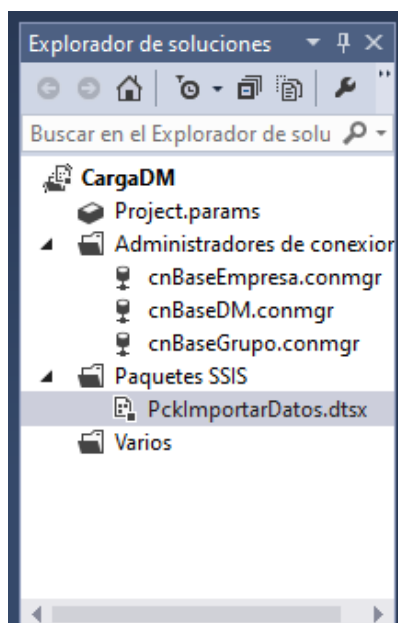 Explorador de soluciones
Buscar en el Explorador de solu
CargaDM
Project.params
Administradores de conexior
cnBaseEmpresa.conmgr
cnBaseDM.conmgr
cnBaseGrupo.conmgr
Paquetes SSIS
PckImportarDatos.dtsx
Varios